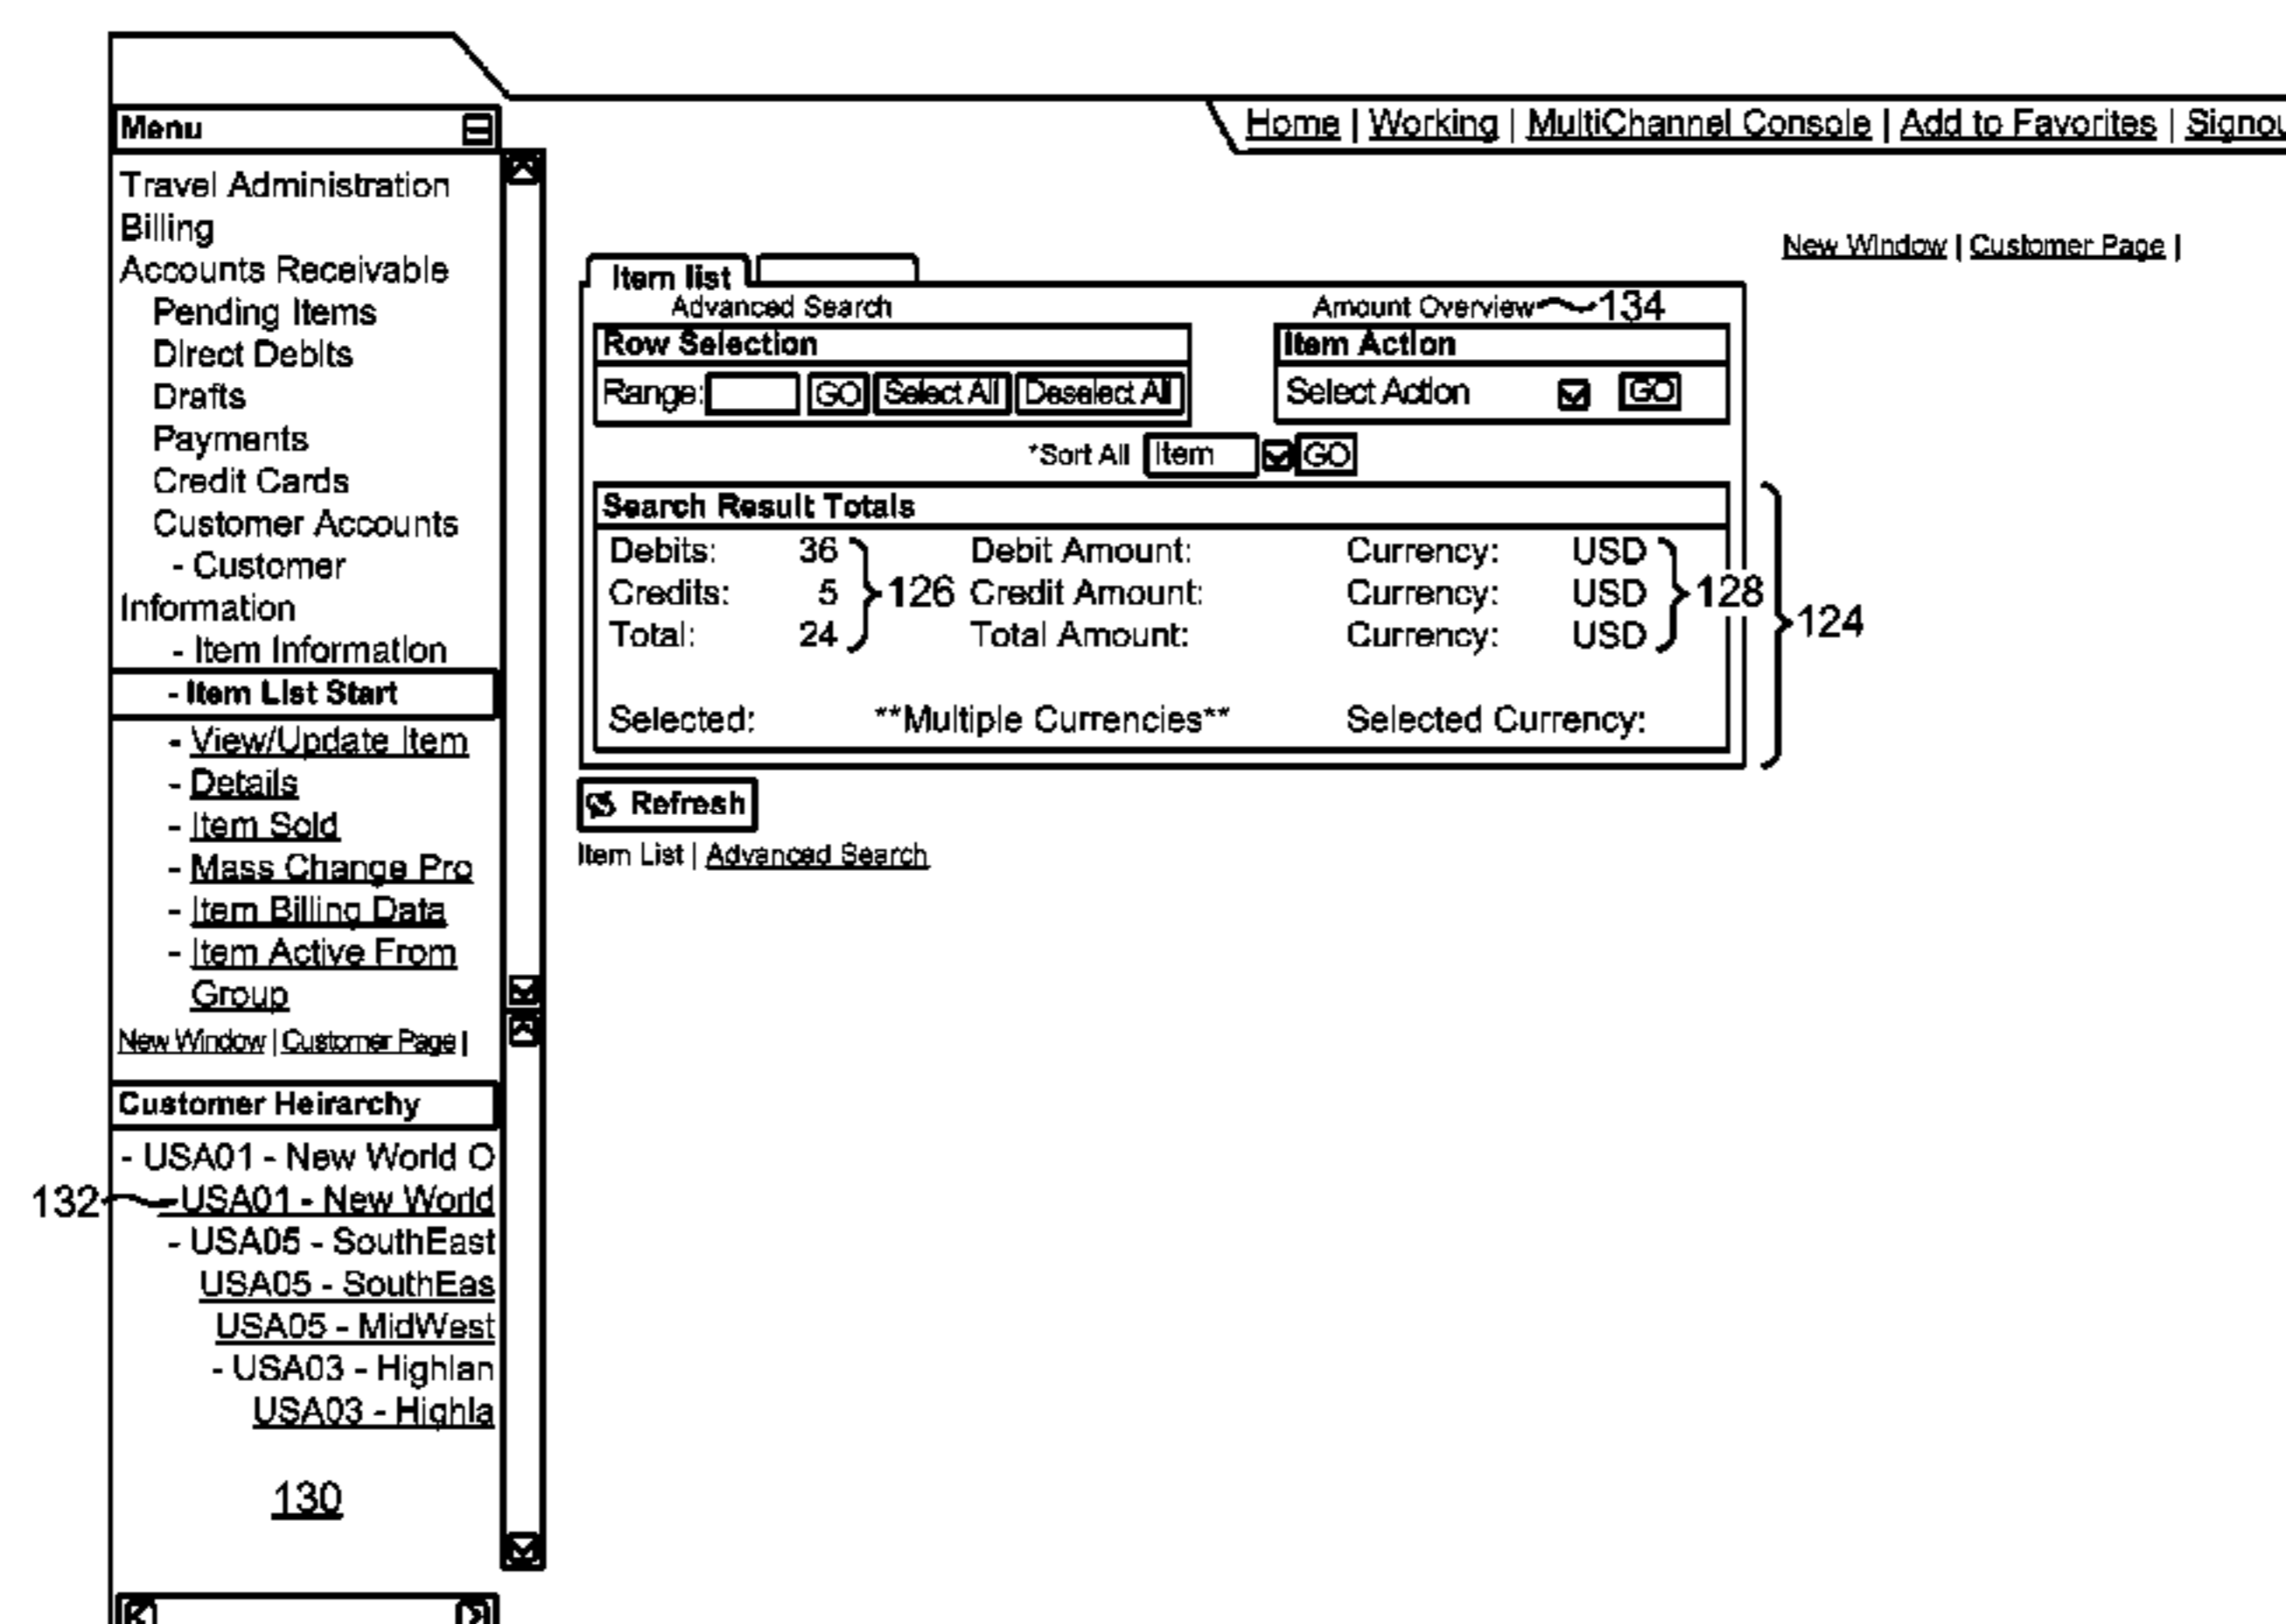 Home | Working | MultiChannel Console | Add to Favorites | Signou
Menu
Travel Administration
Billing
Accounts Receivable
Pending Items
Direct Debits
Drafts
Payments
Credit Cards
Customer Accounts
- Customer
Information
- Item Information
- Item List Start
- View/Update Item
- Details
- Item Sold
- Mass Change Pro
- Item Billing Data
- Item Active From
Group
New Window | Customer Page |
Customer Heirarchy
- USA01 - New World O
132 -USA01 - New World
- USA05 - SouthEast
USA05 - SouthEas
USA05 - MidWest
- USA03 - Highlan
USA03 - Highla
130
New Window | Customer Page |
Item list
Advanced Search Amount Overview 134
Row Selection Item Action
Range: GO Select All Deselect All Select Action GO
*Sort All Item GO
Search Result Totals
Debits: 36 Debit Amount: Currency: USD
Credits: 5 126 Credit Amount: Currency: USD 128
Total: 24 Total Amount: Currency: USD
124
Selected: **Multiple Currencies** Selected Currency:
Refresh
Item List | Advanced Search